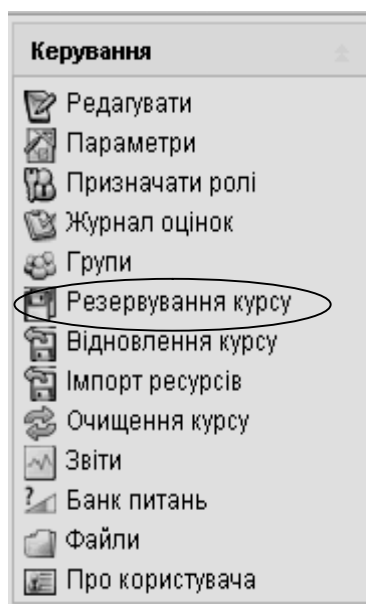 Керування
Редагувати
Параметри
Призначати ролі
Журнал оцінок
Групи
Резервування курсу
Відновлення курсу
Імпорт ресурсів
Очищення курсу
Звіти
Банк питань
Файли
Про користувача